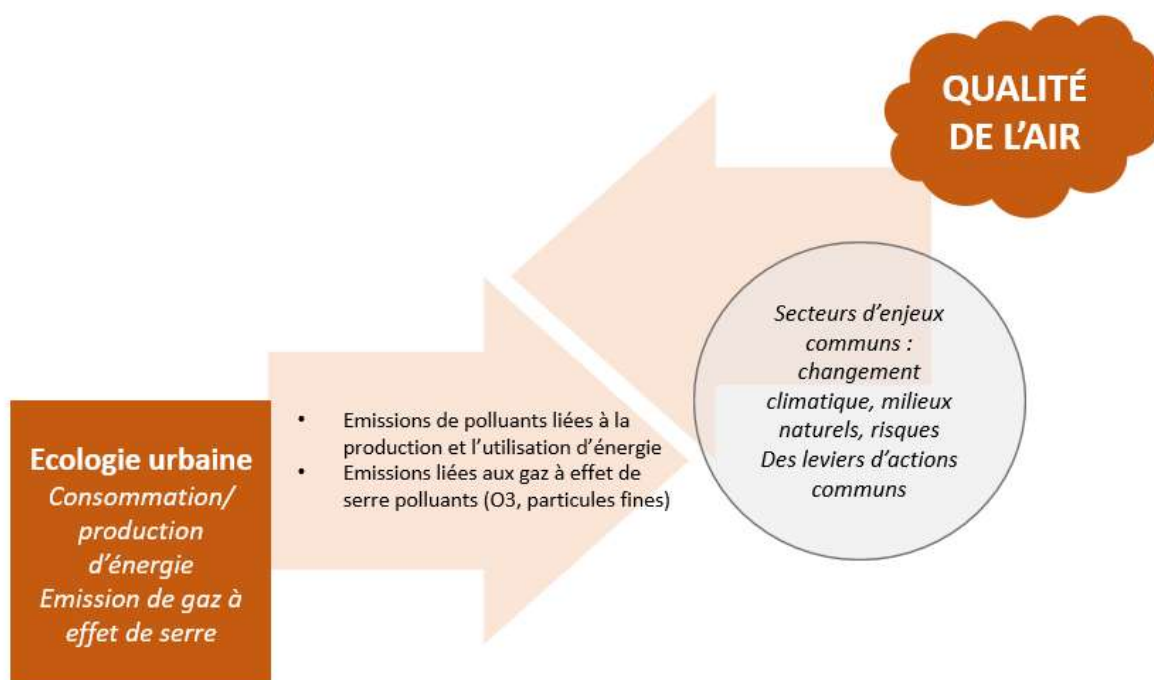 QUALITÉ
DE L'AIR
Secteurs d'enjeux
communs :
changement
climatique, milieux
naturels, risques
Des leviers d'actions
communs
• Emissions de polluants liées à la
production et l'utilisation d'énergie
• Emissions liées aux gaz à effet de
serre polluants (O3, particules fines)
Ecologie urbaine
Consommation/
production
d'énergie
Emission de gaz à
effet de serre